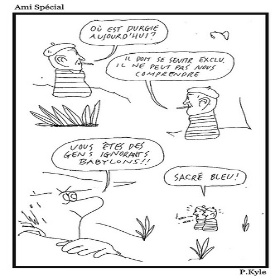 Ami Spécial
OÙ EST DURGIE
AUJOURD'HUI?
IL DOIT SE SENTIR EXCLU,
IL NE PEUT PAS NOUS
COMPRENDRE
VOUS ÊTES DES
GENS IGNORANTS
BABYLONS!!
SACRÉ BLEU!
P.Kyle